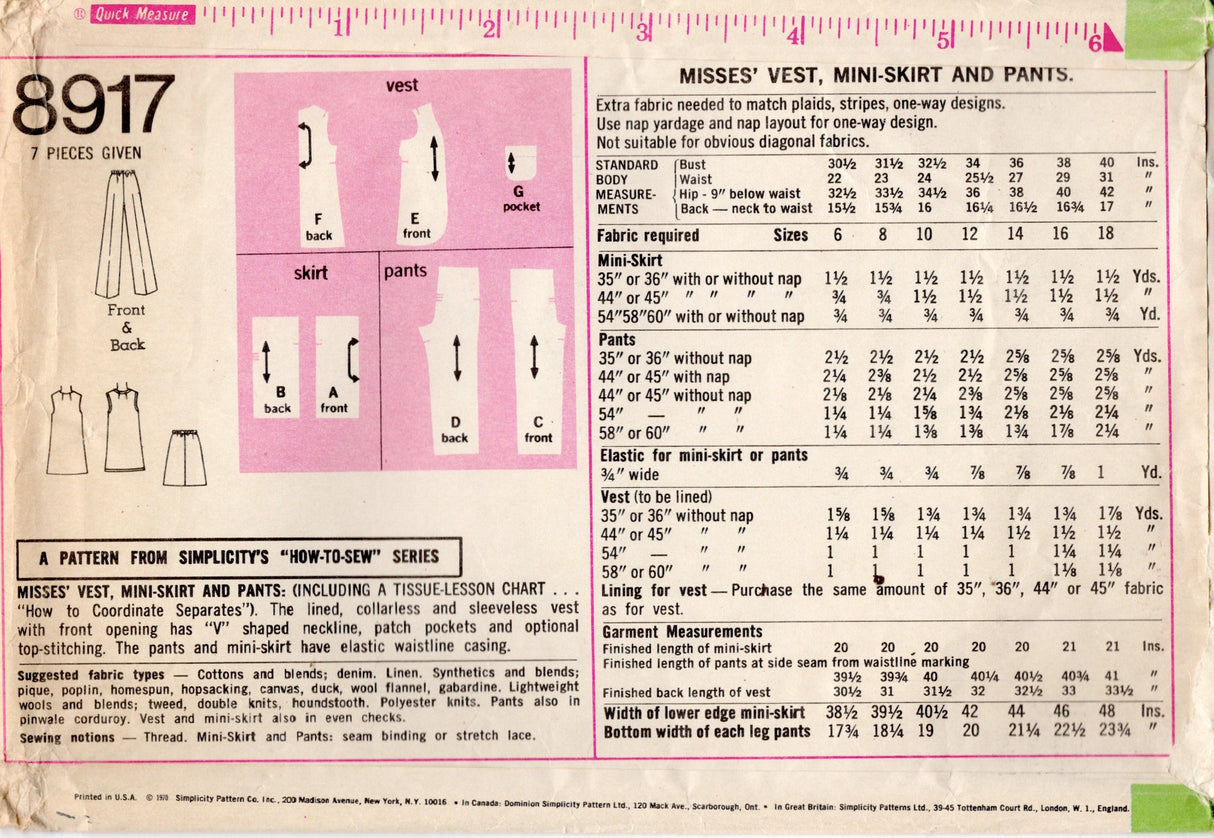 ® Quick Measure 1 2 3 4 5 6
8917
7 PIECES GIVEN
Front
&
Back
vest
F
back
E
front
G
pocket
skirt
pants
B
back
A
front
D
back
C
front
A PATTERN FROM SIMPLICITY'S "HOW-TO-SEW" SERIES
MISSES' VEST, MINI-SKIRT AND PANTS: (INCLUDING A TISSUE-LESSON CHART . . .
"How to Coordinate Separates"). The lined, collarless and sleeveless vest
with front opening has "V" shaped neckline, patch pockets and optional
top-stitching. The pants and mini-skirt have elastic waistline casing.
Suggested fabric types — Cottons and blends; denim. Linen. Synthetics and blends;
pique, poplin, homespun, hopsacking, canvas, duck, wool flannel, gabardine. Lightweight
wools and blends; tweed, double knits, houndstooth. Polyester knits. Pants also in
pinwale corduroy. Vest and mini-skirt also in even checks.
Sewing notions — Thread. Mini-Skirt and Pants: seam binding or stretch lace.
MISSES' VEST, MINI-SKIRT AND PANTS.
Extra fabric needed to match plaids, stripes, one-way designs.
Use nap yardage and nap layout for one-way design.
Not suitable for obvious diagonal fabrics.
STANDARD Bust 30½ 31½ 32½ 34 36 38 40 Ins.
BODY Waist 22 23 24 25½ 27 29 31 "
MEASURE- Hip - 9" below waist 32½ 33½ 34½ 36 38 40 42 "
MENTS Back — neck to waist 15½ 15¾ 16 16¼ 16½ 16¾ 17 "
Fabric required Sizes 6 8 10 12 14 16 18
Mini-Skirt
35" or 36" with or without nap 1½ 1½ 1½ 1½ 1½ 1½ 1½ Yds.
44" or 45" " " " " ¾ ¾ 1½ 1½ 1½ 1½ 1½ "
54"58"60" with or without nap ¾ ¾ ¾ ¾ ¾ ¾ ¾ Yd.
Pants
35" or 36" without nap 2½ 2½ 2½ 2½ 2⅝ 2⅝ 2⅝ Yds.
44" or 45" with nap 2¼ 2⅜ 2½ 2½ 2⅝ 2⅝ 2⅝ "
44" or 45" without nap 2⅛ 2⅛ 2¼ 2⅜ 2⅝ 2⅝ 2⅝ "
54" — " " 1¼ 1¼ 1⅝ 1¾ 2⅛ 2⅛ 2¼ "
58" or 60" " " 1¼ 1¼ 1⅜ 1⅜ 1¾ 1⅞ 2¼ "
Elastic for mini-skirt or pants
¾" wide ¾ ¾ ¾ ⅞ ⅞ ⅞ 1 Yd.
Vest (to be lined)
35" or 36" without nap 1⅝ 1⅝ 1¾ 1¾ 1¾ 1¾ 1⅞ Yds.
44" or 45" " " 1¼ 1¼ 1¼ 1¼ 1½ 1½ 1½ "
54" — " " 1 1 1 1 1 1¼ 1¼ "
58" or 60" " " 1 1 1 1 1 1⅛ 1⅛ "
Lining for vest — Purchase the same amount of 35", 36", 44" or 45" fabric
as for vest.
Garment Measurements
Finished length of mini-skirt 20 20 20 20 20 21 21 Ins.
Finished length of pants at side seam from waistline marking
39½ 39¾ 40 40¼ 40½ 40¾ 41 "
Finished back length of vest 30½ 31 31½ 32 32½ 33 33½ "
Width of lower edge mini-skirt 38½ 39½ 40½ 42 44 46 48 Ins.
Bottom width of each leg pants 17¾ 18¼ 19 20 21¼ 22½ 23¾ "
Printed in U.S.A. © 1970 Simplicity Pattern Co. Inc., 200 Madison Avenue, New York, N.Y. 10016 • In Canada: Dominion Simplicity Pattern Ltd., 120 Mack Ave., Scarborough, Ont. • In Great Britain: Simplicity Patterns Ltd., 39-45 Tottenham Court Rd., London, W. 1., England.